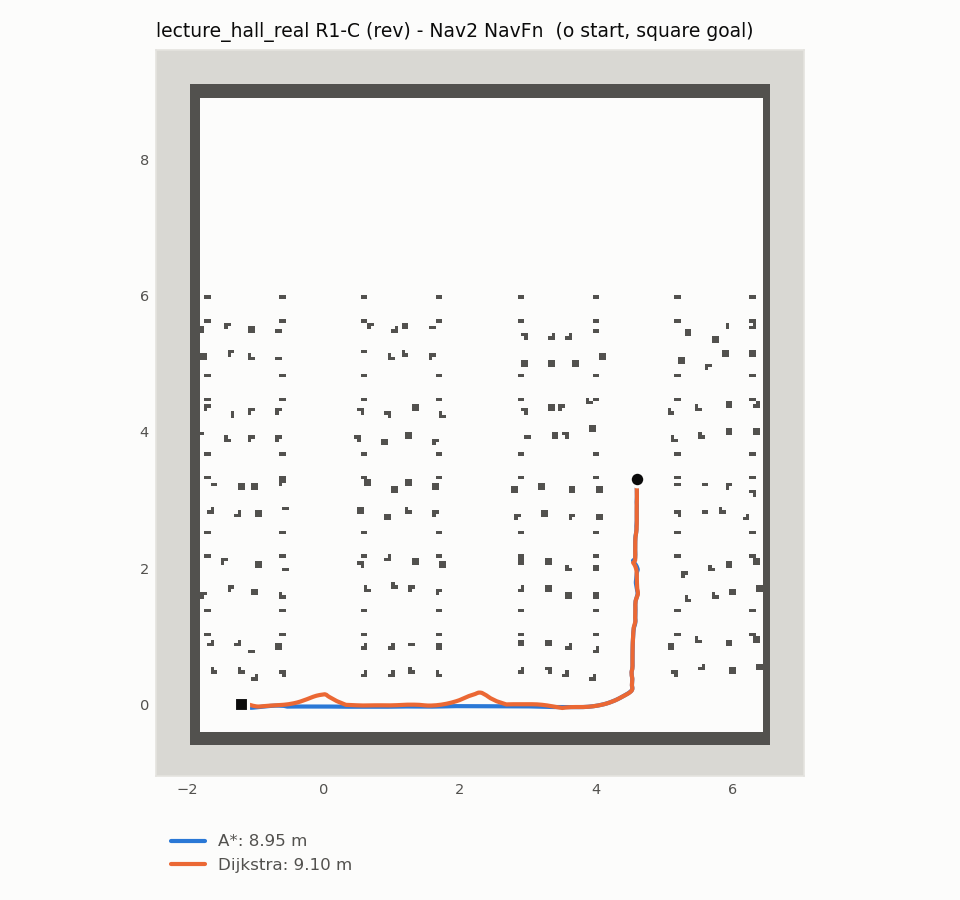 lecture_hall_real R1-C (rev) - Nav2 NavFn  (o start, square goal)
8
6
4
2
0
−2 0 2 4 6
A*: 8.95 m
Dijkstra: 9.10 m